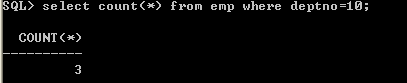 SQL> select count(*) from emp where deptno=10;
COUNT(*)
----------
3